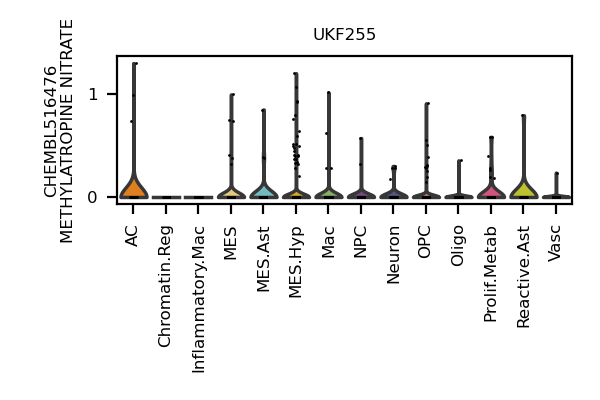 UKF255
CHEMBL516476
METHYLATROPINE NITRATE
1
0
AC
Chromatin.Reg
Inflammatory.Mac
MES
MES.Ast
MES.Hyp
Mac
NPC
Neuron
OPC
Oligo
Prolif.Metab
Reactive.Ast
Vasc